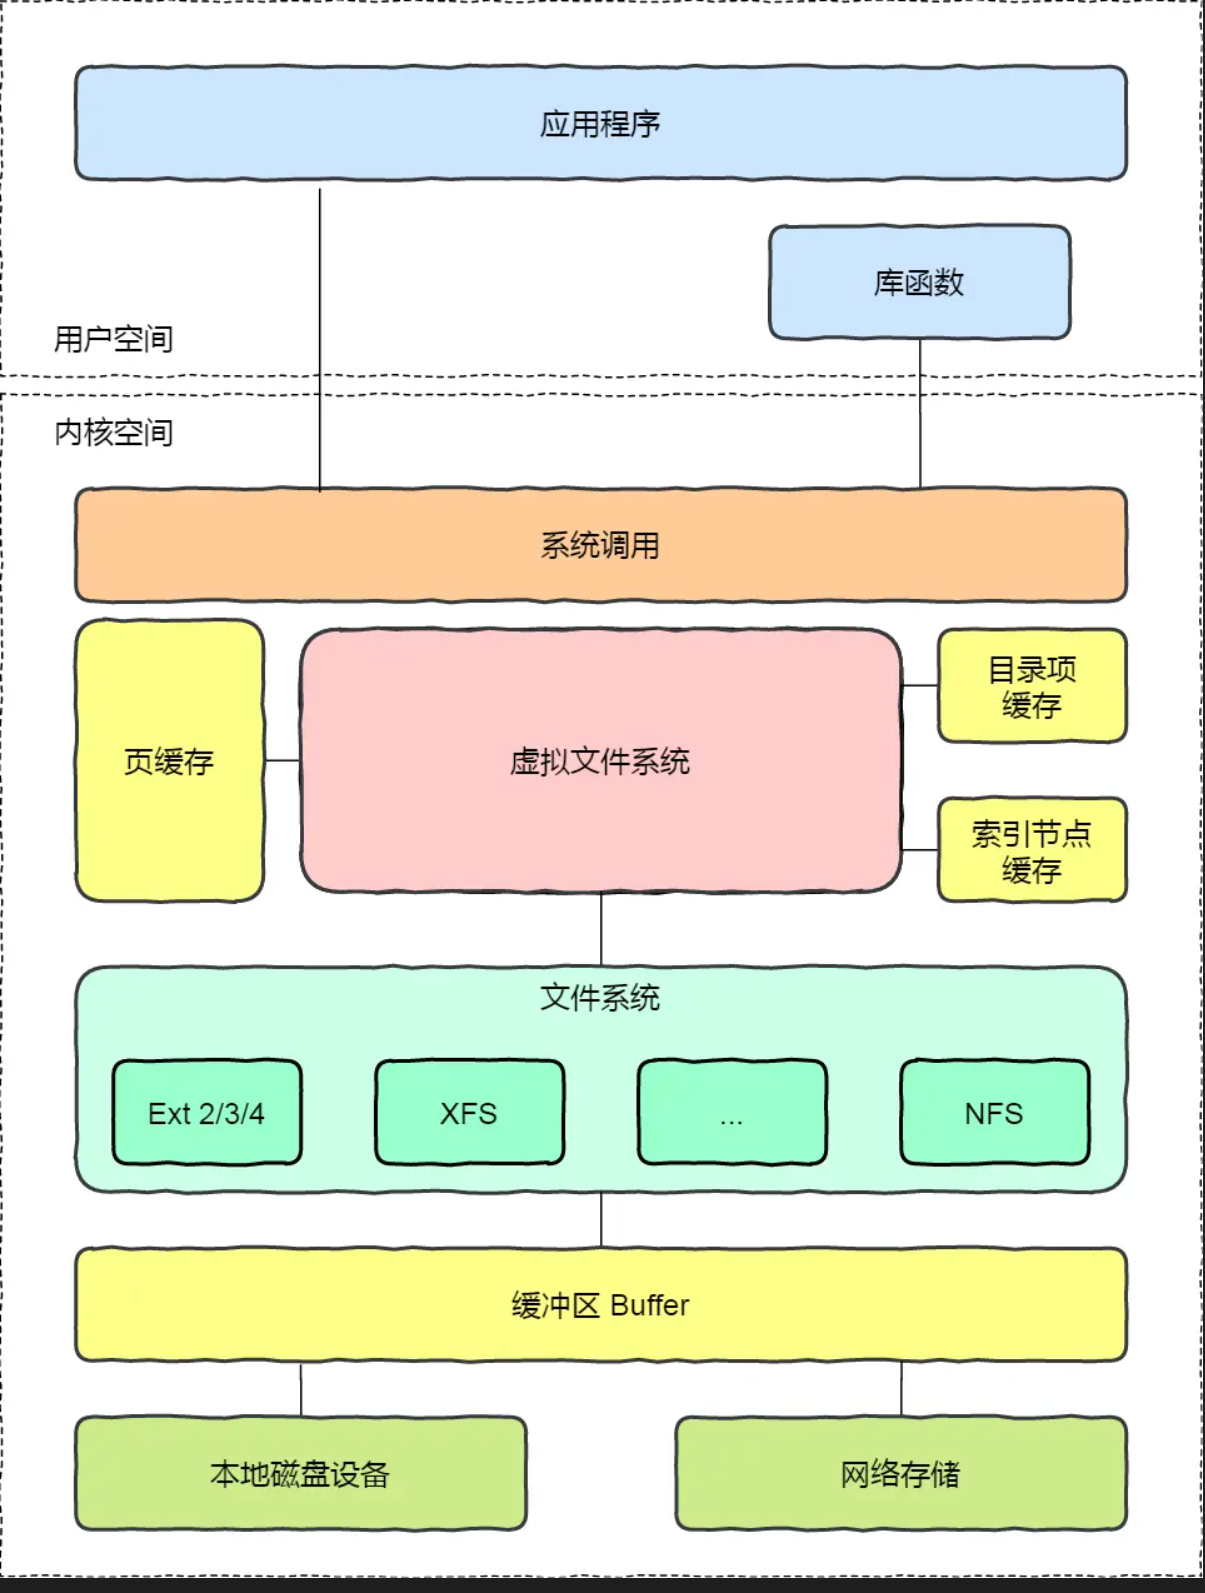 应用程序
库函数
用户空间
内核空间
系统调用
页缓存
虚拟文件系统
目录项
缓存
索引节点
缓存
文件系统
Ext 2/3/4
XFS
...
NFS
缓冲区 Buffer
本地磁盘设备
网络存储